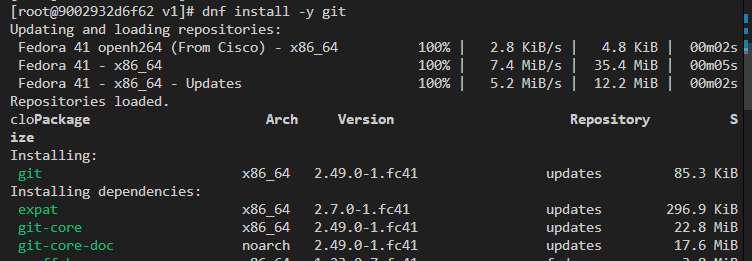 [root@9002932d6f62 v1]# dnf install -y git
Updating and loading repositories:
 Fedora 41 openh264 (From Cisco) - x86_64           100% |   2.8 KiB/s |   4.8 KiB |  00m02s
 Fedora 41 - x86_64                                 100% |   7.4 MiB/s |  35.4 MiB |  00m05s
 Fedora 41 - x86_64 - Updates                       100% |   5.2 MiB/s |  12.2 MiB |  00m02s
Repositories loaded.
cloPackage                        Arch     Version                        Repository               S
ize
Installing:
 git                            x86_64   2.49.0-1.fc41                 updates          85.3 KiB
Installing dependencies:
 expat                          x86_64   2.7.0-1.fc41                  updates         296.9 KiB
 git-core                       x86_64   2.49.0-1.fc41                 updates          22.8 MiB
 git-core-doc                   noarch   2.49.0-1.fc41                 updates          17.6 MiB